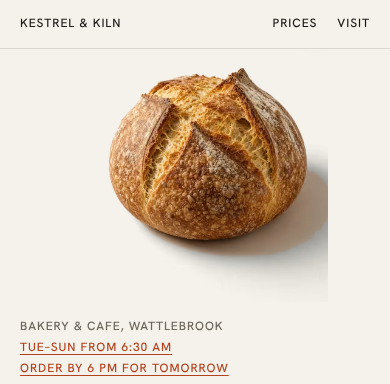 KESTREL & KILN
PRICES VISIT
BAKERY & CAFE, WATTLEBROOK
TUE–SUN FROM 6:30 AM
ORDER BY 6 PM FOR TOMORROW